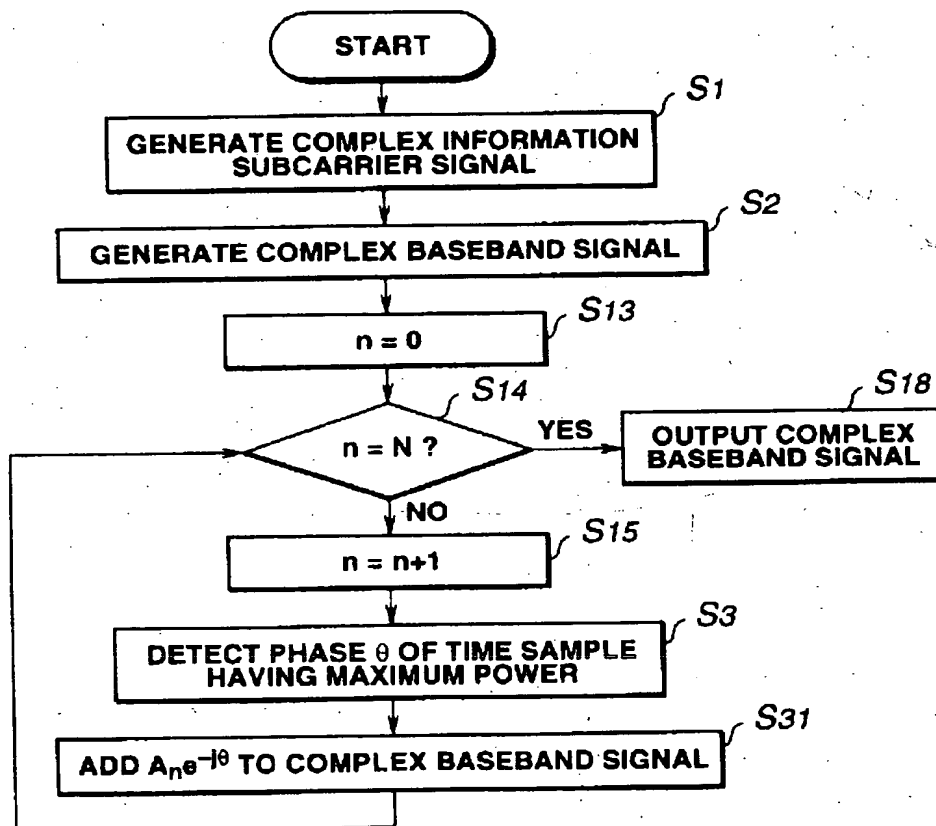 START
S1
GENERATE COMPLEX INFORMATION
SUBCARRIER SIGNAL
S2
GENERATE COMPLEX BASEBAND SIGNAL
S13
n = 0
S14
n = N ?
YES
S18
OUTPUT COMPLEX
BASEBAND SIGNAL
NO
S15
n = n+1
S3
DETECT PHASE θ OF TIME SAMPLE
HAVING MAXIMUM POWER
S31
ADD Aₙe⁻ʲᶿ TO COMPLEX BASEBAND SIGNAL